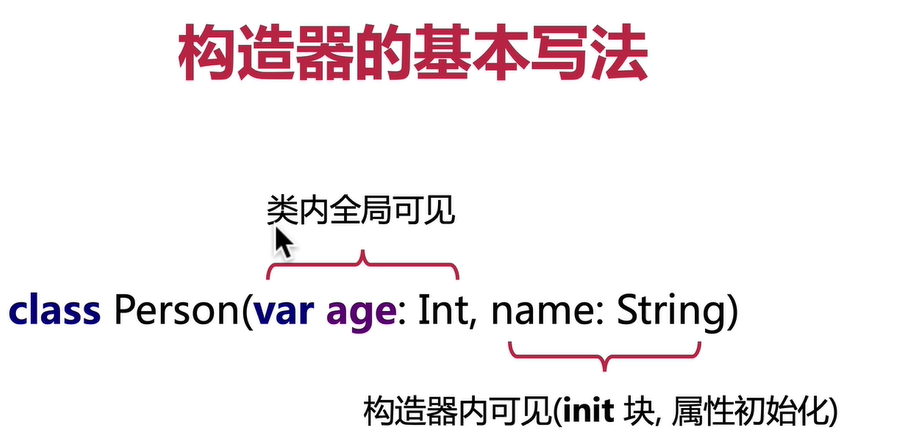 构造器的基本写法
类内全局可见
class Person(var age: Int, name: String)
构造器内可见(init 块, 属性初始化)